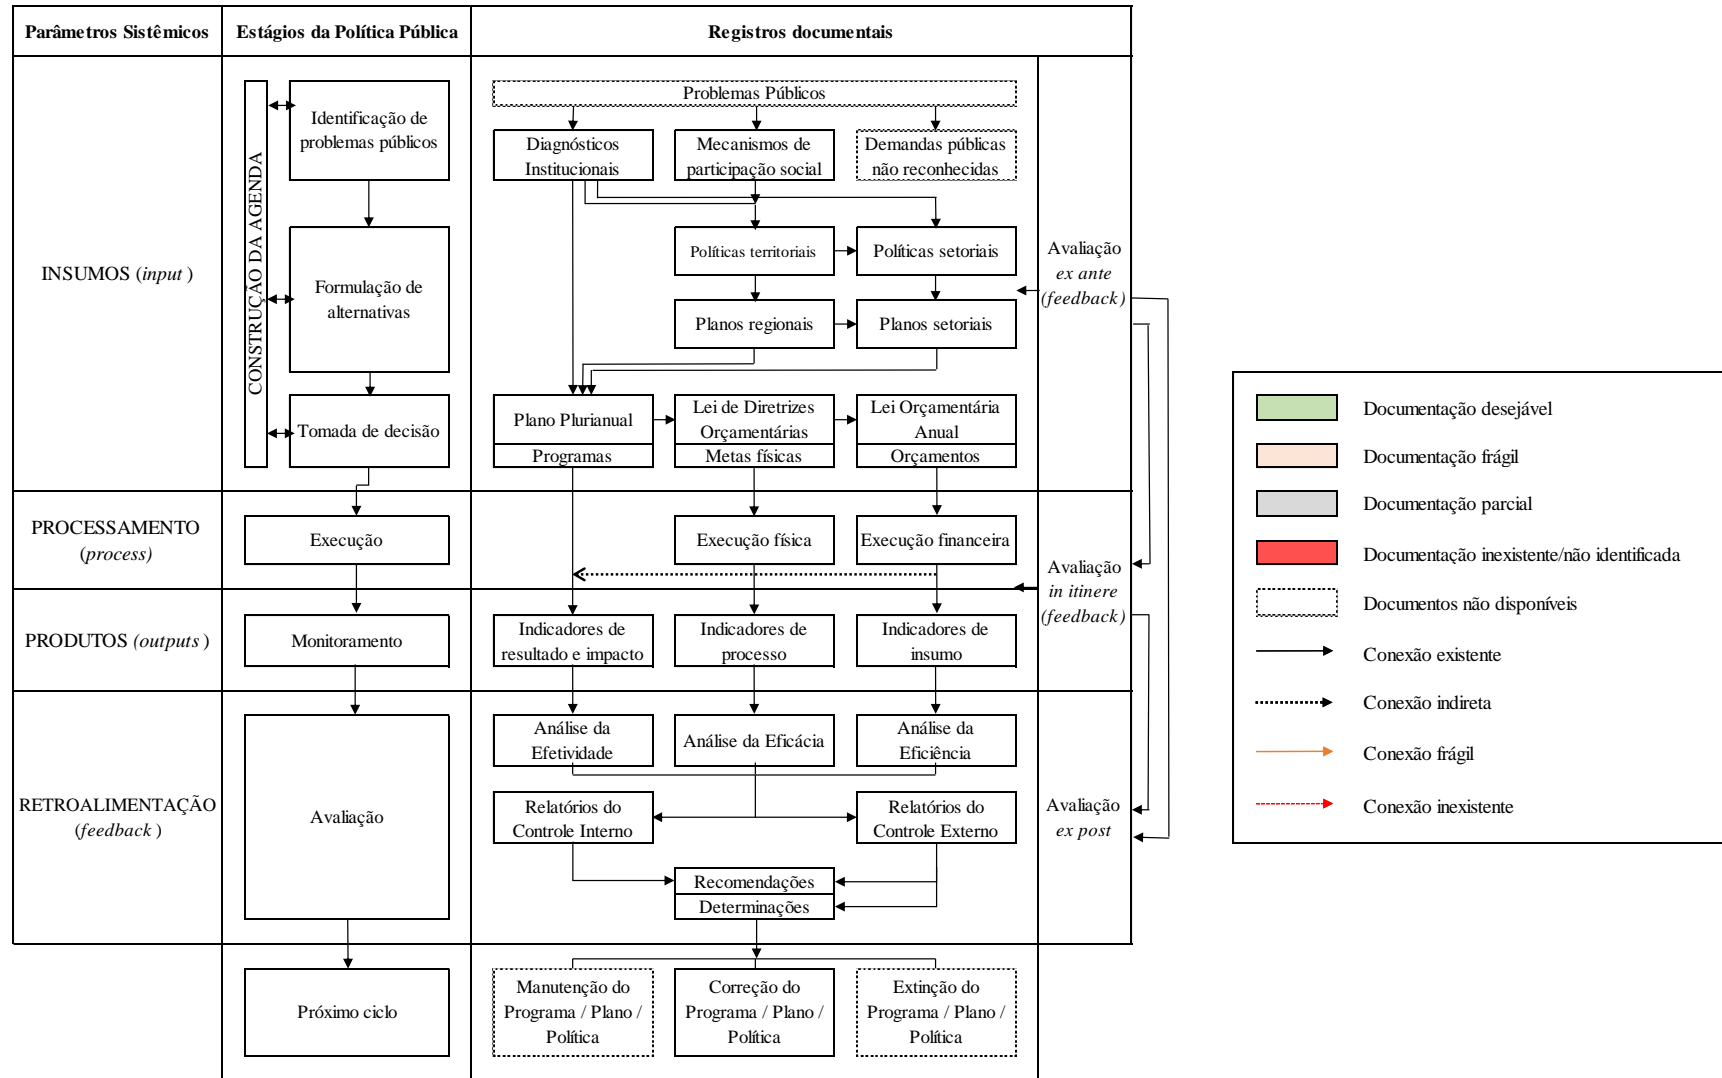 Parâmetros Sistêmicos
Estágios da Política Pública
Registros documentais
INSUMOS (input )
CONSTRUÇÃO DA AGENDA
Identificação de
problemas públicos
Formulação de
alternativas
Tomada de decisão
Problemas Públicos
Diagnósticos
Institucionais
Mecanismos de
participação social
Demandas públicas
não reconhecidas
Políticas territoriais
Políticas setoriais
Planos regionais
Planos setoriais
Plano Plurianual
Programas
Lei de Diretrizes
Orçamentárias
Metas físicas
Lei Orçamentária
Anual
Orçamentos
Avaliação
ex ante
(feedback)
PROCESSAMENTO
(process)
Execução
Execução física
Execução financeira
Avaliação
in itinere
(feedback)
PRODUTOS (outputs )
Monitoramento
Indicadores de
resultado e impacto
Indicadores de
processo
Indicadores de
insumo
RETROALIMENTAÇÃO
(feedback )
Avaliação
Análise da
Efetividade
Análise da Eficácia
Análise da
Eficiência
Relatórios do
Controle Interno
Relatórios do
Controle Externo
Recomendações
Determinações
Avaliação
ex post
Próximo ciclo
Manutenção do
Programa / Plano /
Política
Correção do
Programa / Plano /
Política
Extinção do
Programa / Plano /
Política
Documentação desejável
Documentação frágil
Documentação parcial
Documentação inexistente/não identificada
Documentos não disponíveis
Conexão existente
Conexão indireta
Conexão frágil
Conexão inexistente